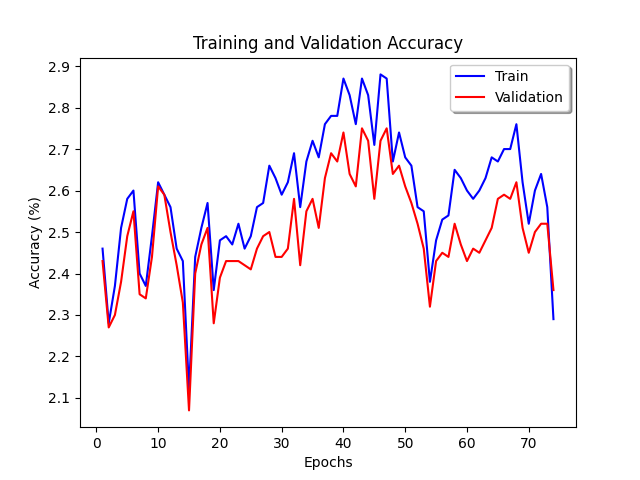 Training and Validation Accuracy
Train
Validation
Accuracy (%)
2.9
2.8
2.7
2.6
2.5
2.4
2.3
2.2
2.1
0 10 20 30 40 50 60 70
Epochs